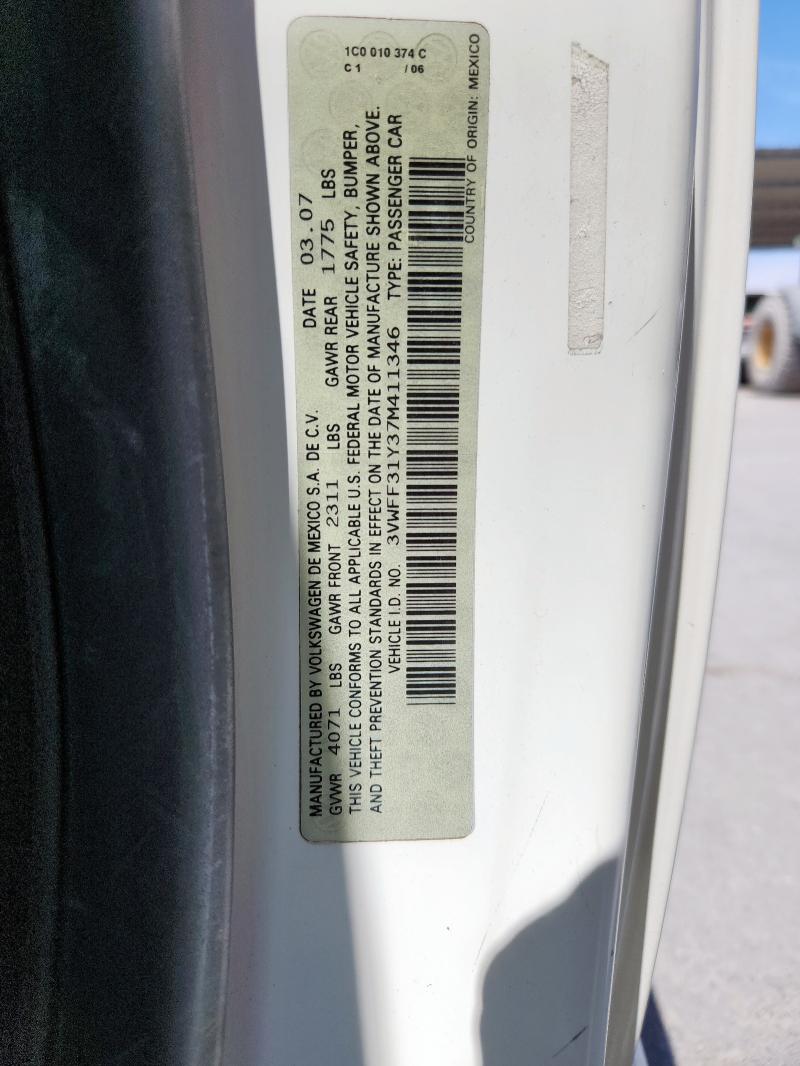 1C0 010 374 C
C 1 / 06
MANUFACTURED BY VOLKSWAGEN DE MEXICO S.A. DE C.V. DATE 03.07
GVWR 4071 LBS GAWR FRONT 2311 LBS GAWR REAR 1775 LBS
THIS VEHICLE CONFORMS TO ALL APPLICABLE U.S. FEDERAL MOTOR VEHICLE SAFETY, BUMPER,
AND THEFT PREVENTION STANDARDS IN EFFECT ON THE DATE OF MANUFACTURE SHOWN ABOVE.
VEHICLE I.D. NO. 3VWFF31Y37M411346 TYPE: PASSENGER CAR
COUNTRY OF ORIGIN: MEXICO